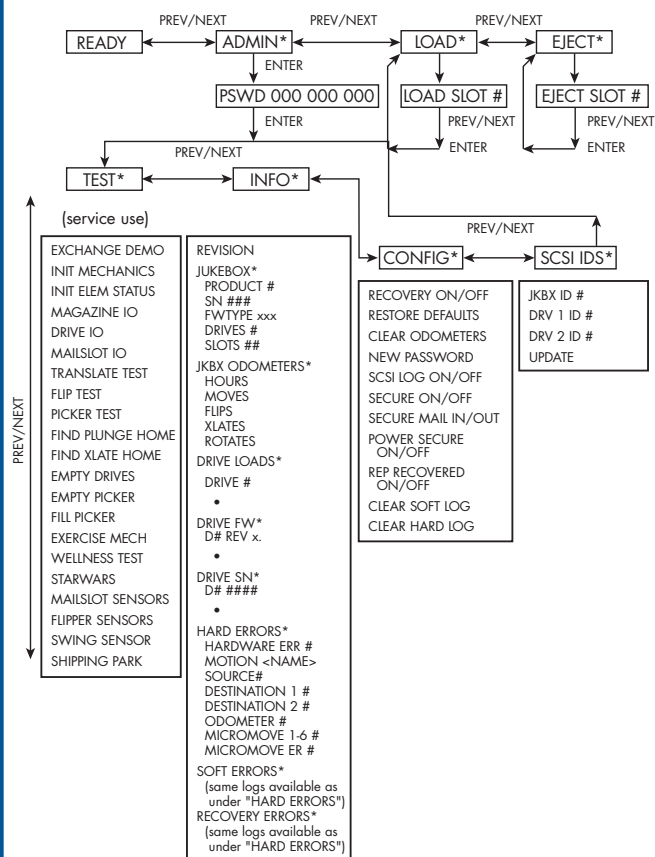 PREV/NEXT PREV/NEXT PREV/NEXT
READY ADMIN* LOAD* EJECT*
ENTER
PSWD 000 000 000 LOAD SLOT # EJECT SLOT #
ENTER PREV/NEXT PREV/NEXT
ENTER ENTER
PREV/NEXT
TEST* INFO*
(service use)
PREV/NEXT
CONFIG* SCSI IDS*
PREV/NEXT
EXCHANGE DEMO
INIT MECHANICS
INIT ELEM STATUS
MAGAZINE IO
DRIVE IO
MAILSLOT IO
TRANSLATE TEST
FLIP TEST
PICKER TEST
FIND PLUNGE HOME
FIND XLATE HOME
EMPTY DRIVES
EMPTY PICKER
FILL PICKER
EXERCISE MECH
WELLNESS TEST
STARWARS
MAILSLOT SENSORS
FLIPPER SENSORS
SWING SENSOR
SHIPPING PARK
REVISION
JUKEBOX*
PRODUCT #
SN ###
FWTYPE xxx
DRIVES #
SLOTS ##
JKBX ODOMETERS*
HOURS
MOVES
FLIPS
XLATES
ROTATES
DRIVE LOADS*
DRIVE #
•
DRIVE FW*
D# REV x.
•
DRIVE SN*
D# ####
•
HARD ERRORS*
HARDWARE ERR #
MOTION <NAME>
SOURCE#
DESTINATION 1 #
DESTINATION 2 #
ODOMETER #
MICROMOVE 1-6 #
MICROMOVE ER #
SOFT ERRORS*
(same logs available as
under "HARD ERRORS")
RECOVERY ERRORS*
(same logs available as
under "HARD ERRORS")
RECOVERY ON/OFF
RESTORE DEFAULTS
CLEAR ODOMETERS
NEW PASSWORD
SCSI LOG ON/OFF
SECURE ON/OFF
SECURE MAIL IN/OUT
POWER SECURE
ON/OFF
REP RECOVERED
ON/OFF
CLEAR SOFT LOG
CLEAR HARD LOG
JKBX ID #
DRV 1 ID #
DRV 2 ID #
UPDATE